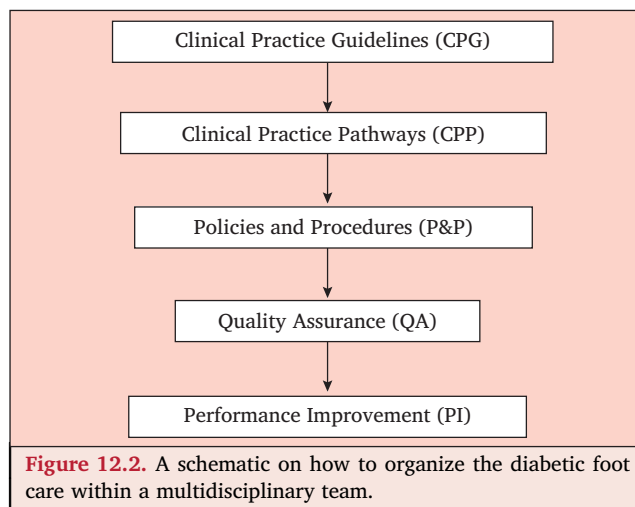 Clinical Practice Guidelines (CPG)
Clinical Practice Pathways (CPP)
Policies and Procedures (P&P)
Quality Assurance (QA)
Performance Improvement (PI)
Figure 12.2. A schematic on how to organize the diabetic foot
care within a multidisciplinary team.